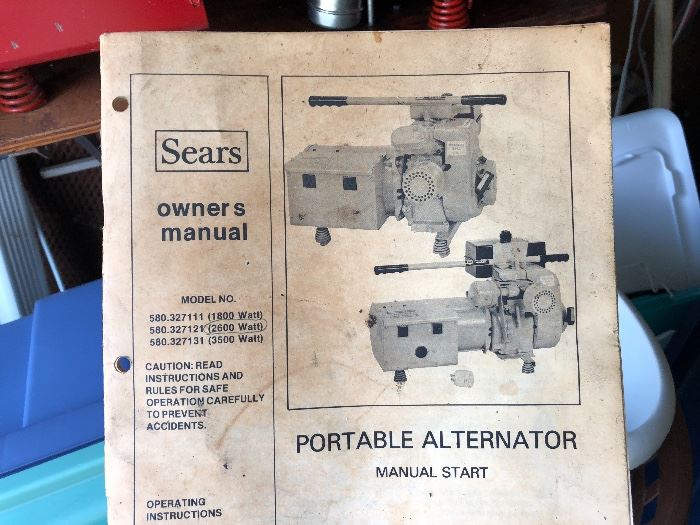 Sears
owners
manual
MODEL NO.
580.327111 (1800 Watt)
580.327121 (2600 Watt)
580.327131 (3500 Watt)
CAUTION: READ
INSTRUCTIONS AND
RULES FOR SAFE
OPERATION CAREFULLY
TO PREVENT
ACCIDENTS.
OPERATING
INSTRUCTIONS
PORTABLE ALTERNATOR
MANUAL START